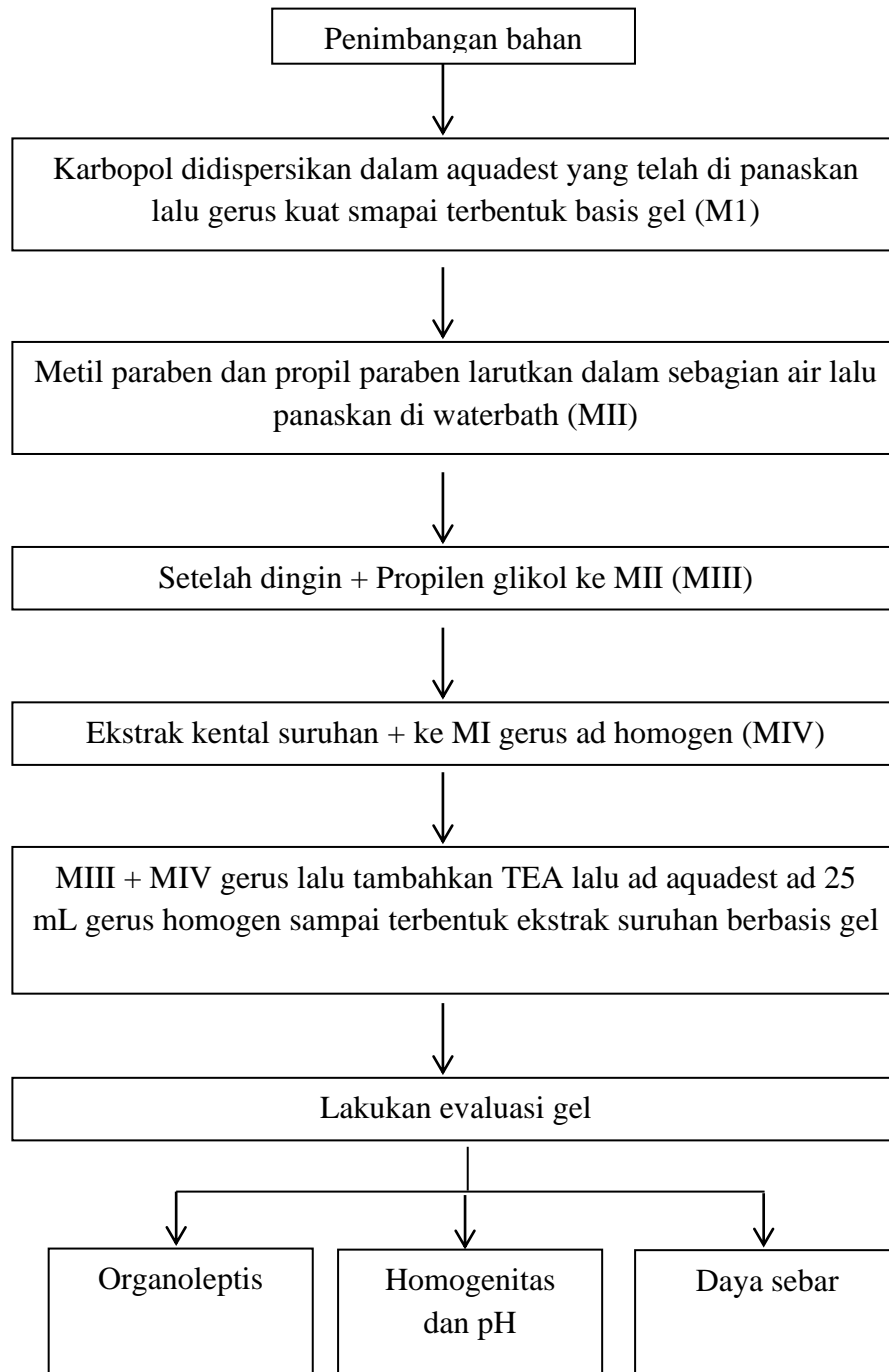 Penimbangan bahan
Karbopol didispersikan dalam aquadest yang telah di panaskan
lalu gerus kuat smapai terbentuk basis gel (M1)
Metil paraben dan propil paraben larutkan dalam sebagian air lalu
panaskan di waterbath (MII)
Setelah dingin + Propilen glikol ke MII (MIII)
Ekstrak kental suruhan + ke MI gerus ad homogen (MIV)
MIII + MIV gerus lalu tambahkan TEA lalu ad aquadest ad 25
mL gerus homogen sampai terbentuk ekstrak suruhan berbasis gel
Lakukan evaluasi gel
Organoleptis
Homogenitas
dan pH
Daya sebar